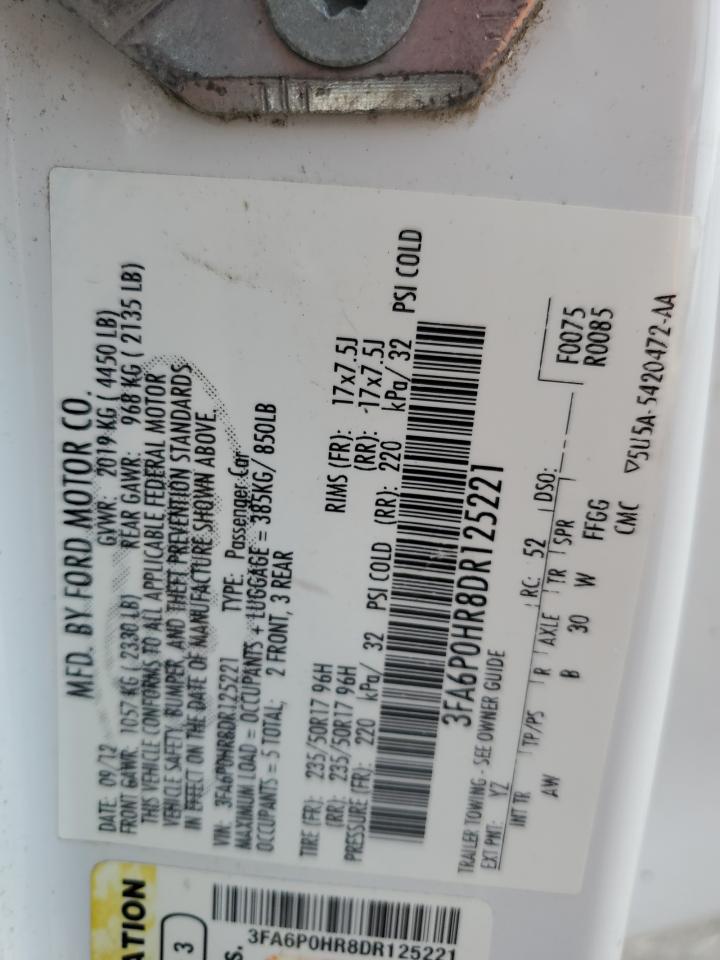 MFD. BY FORD MOTOR CO.
DATE: 09/12 GVWR: 2019 KG ( 4450 LB)
FRONT GAWR: 1057 KG ( 2330 LB) REAR GAWR: 968 KG ( 2135 LB)
THIS VEHICLE CONFORMS TO ALL APPLICABLE FEDERAL MOTOR
VEHICLE SAFETY, BUMPER, AND THEFT PREVENTION STANDARDS
IN EFFECT ON THE DATE OF MANUFACTURE SHOWN ABOVE.
VIN: 3FA6P0HR8DR125221 TYPE: Passenger Car
MAXIMUM LOAD = OCCUPANTS + LUGGAGE = 385KG/ 850LB
OCCUPANTS = 5 TOTAL; 2 FRONT, 3 REAR
TIRE (FR): 235/50R17 96H RIMS (FR): 17x7.5J
(RR): 235/50R17 96H (RR): 17x7.5J
PRESSURE (FR): 220 kPa/ 32 PSI COLD (RR): 220 kPa/ 32 PSI COLD
3FA6P0HR8DR125221
TRAILER TOWING - SEE OWNER GUIDE
EXT PNT: YZ RC: 52 DSO: F0075
R0085
INT TR TP/PS R AXLE TR SPR
AW B 30 W FFGG
CMC ▽5U5A-5420472-AA
ATION
3
S.
3FA6P0HR8DR125221